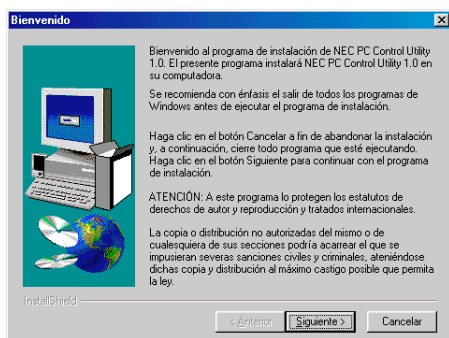 Bienvenido
Bienvenido al programa de instalación de NEC PC Control Utility
1.0. El presente programa instalará NEC PC Control Utility 1.0 en
su computadora.
Se recomienda con énfasis el salir de todos los programas de
Windows antes de ejecutar el programa de instalación.
Haga clic en el botón Cancelar a fin de abandonar la instalación
y, a continuación, cierre todo programa que esté ejecutando.
Haga clic en el botón Siguiente para continuar con el programa
de instalación.
ATENCIÓN: A este programa lo protegen los estatutos de
derechos de autor y reproducción y tratados internacionales.
La copia o distribución no autorizadas del mismo o de
cualesquiera de sus secciones podría acarrear el que se
impusieran severas sanciones civiles y criminales, ateniéndose
dichas copia y distribución al máximo castigo posible que permita
la ley.
InstallShield
< Anterior Siguiente > Cancelar